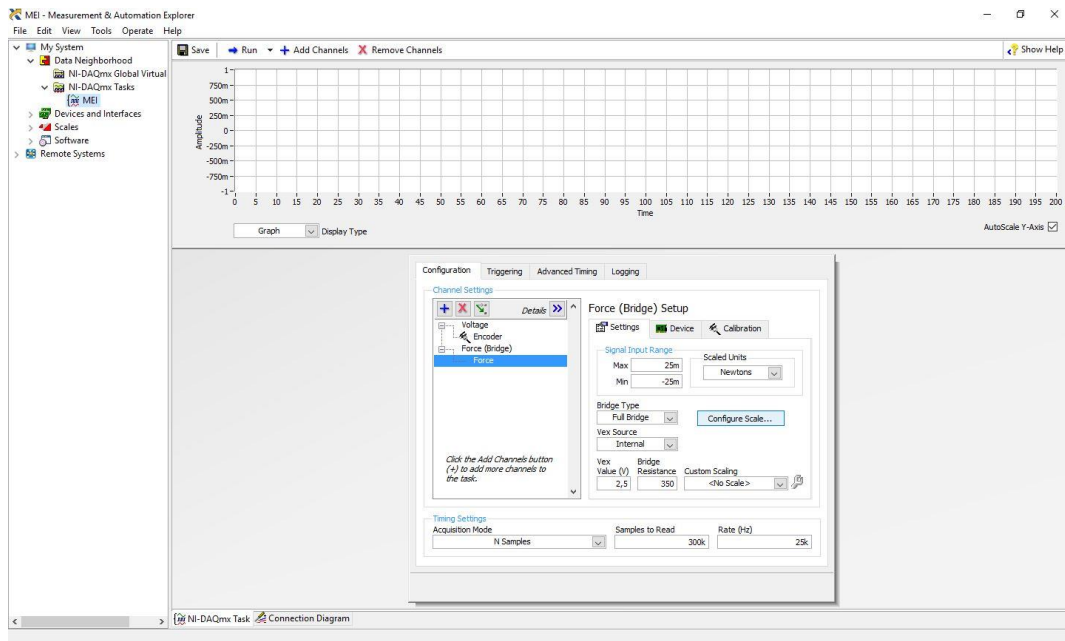 MEI - Measurement & Automation Explorer
File Edit View Tools Operate Help
My System
Data Neighborhood
NI-DAQmx Global Virtual
NI-DAQmx Tasks
MEI
Devices and Interfaces
Scales
Software
Remote Systems
Save Run Add Channels Remove Channels Show Help
Amplitude
1
750m
500m
250m
0
-250m
-500m
-750m
-1
0 5 10 15 20 25 30 35 40 45 50 55 60 65 70 75 80 85 90 95 100 105 110 115 120 125 130 135 140 145 150 155 160 165 170 175 180 185 190 195 200
Time
Graph Display Type AutoScale Y-Axis
Configuration Triggering Advanced Timing Logging
Channel Settings
Details
Voltage
Encoder
Force (Bridge)
Force
Click the Add Channels button
(+) to add more channels to
the task.
Force (Bridge) Setup
Settings Device Calibration
Signal Input Range
Max 25m
Min -25m
Scaled Units
Newtons
Bridge Type
Full Bridge Configure Scale...
Vex Source
Internal
Vex Bridge
Value (V) Resistance Custom Scaling
2,5 350 <No Scale>
Timing Settings
Acquisition Mode Samples to Read Rate (Hz)
N Samples 300k 25k
NI-DAQmx Task Connection Diagram